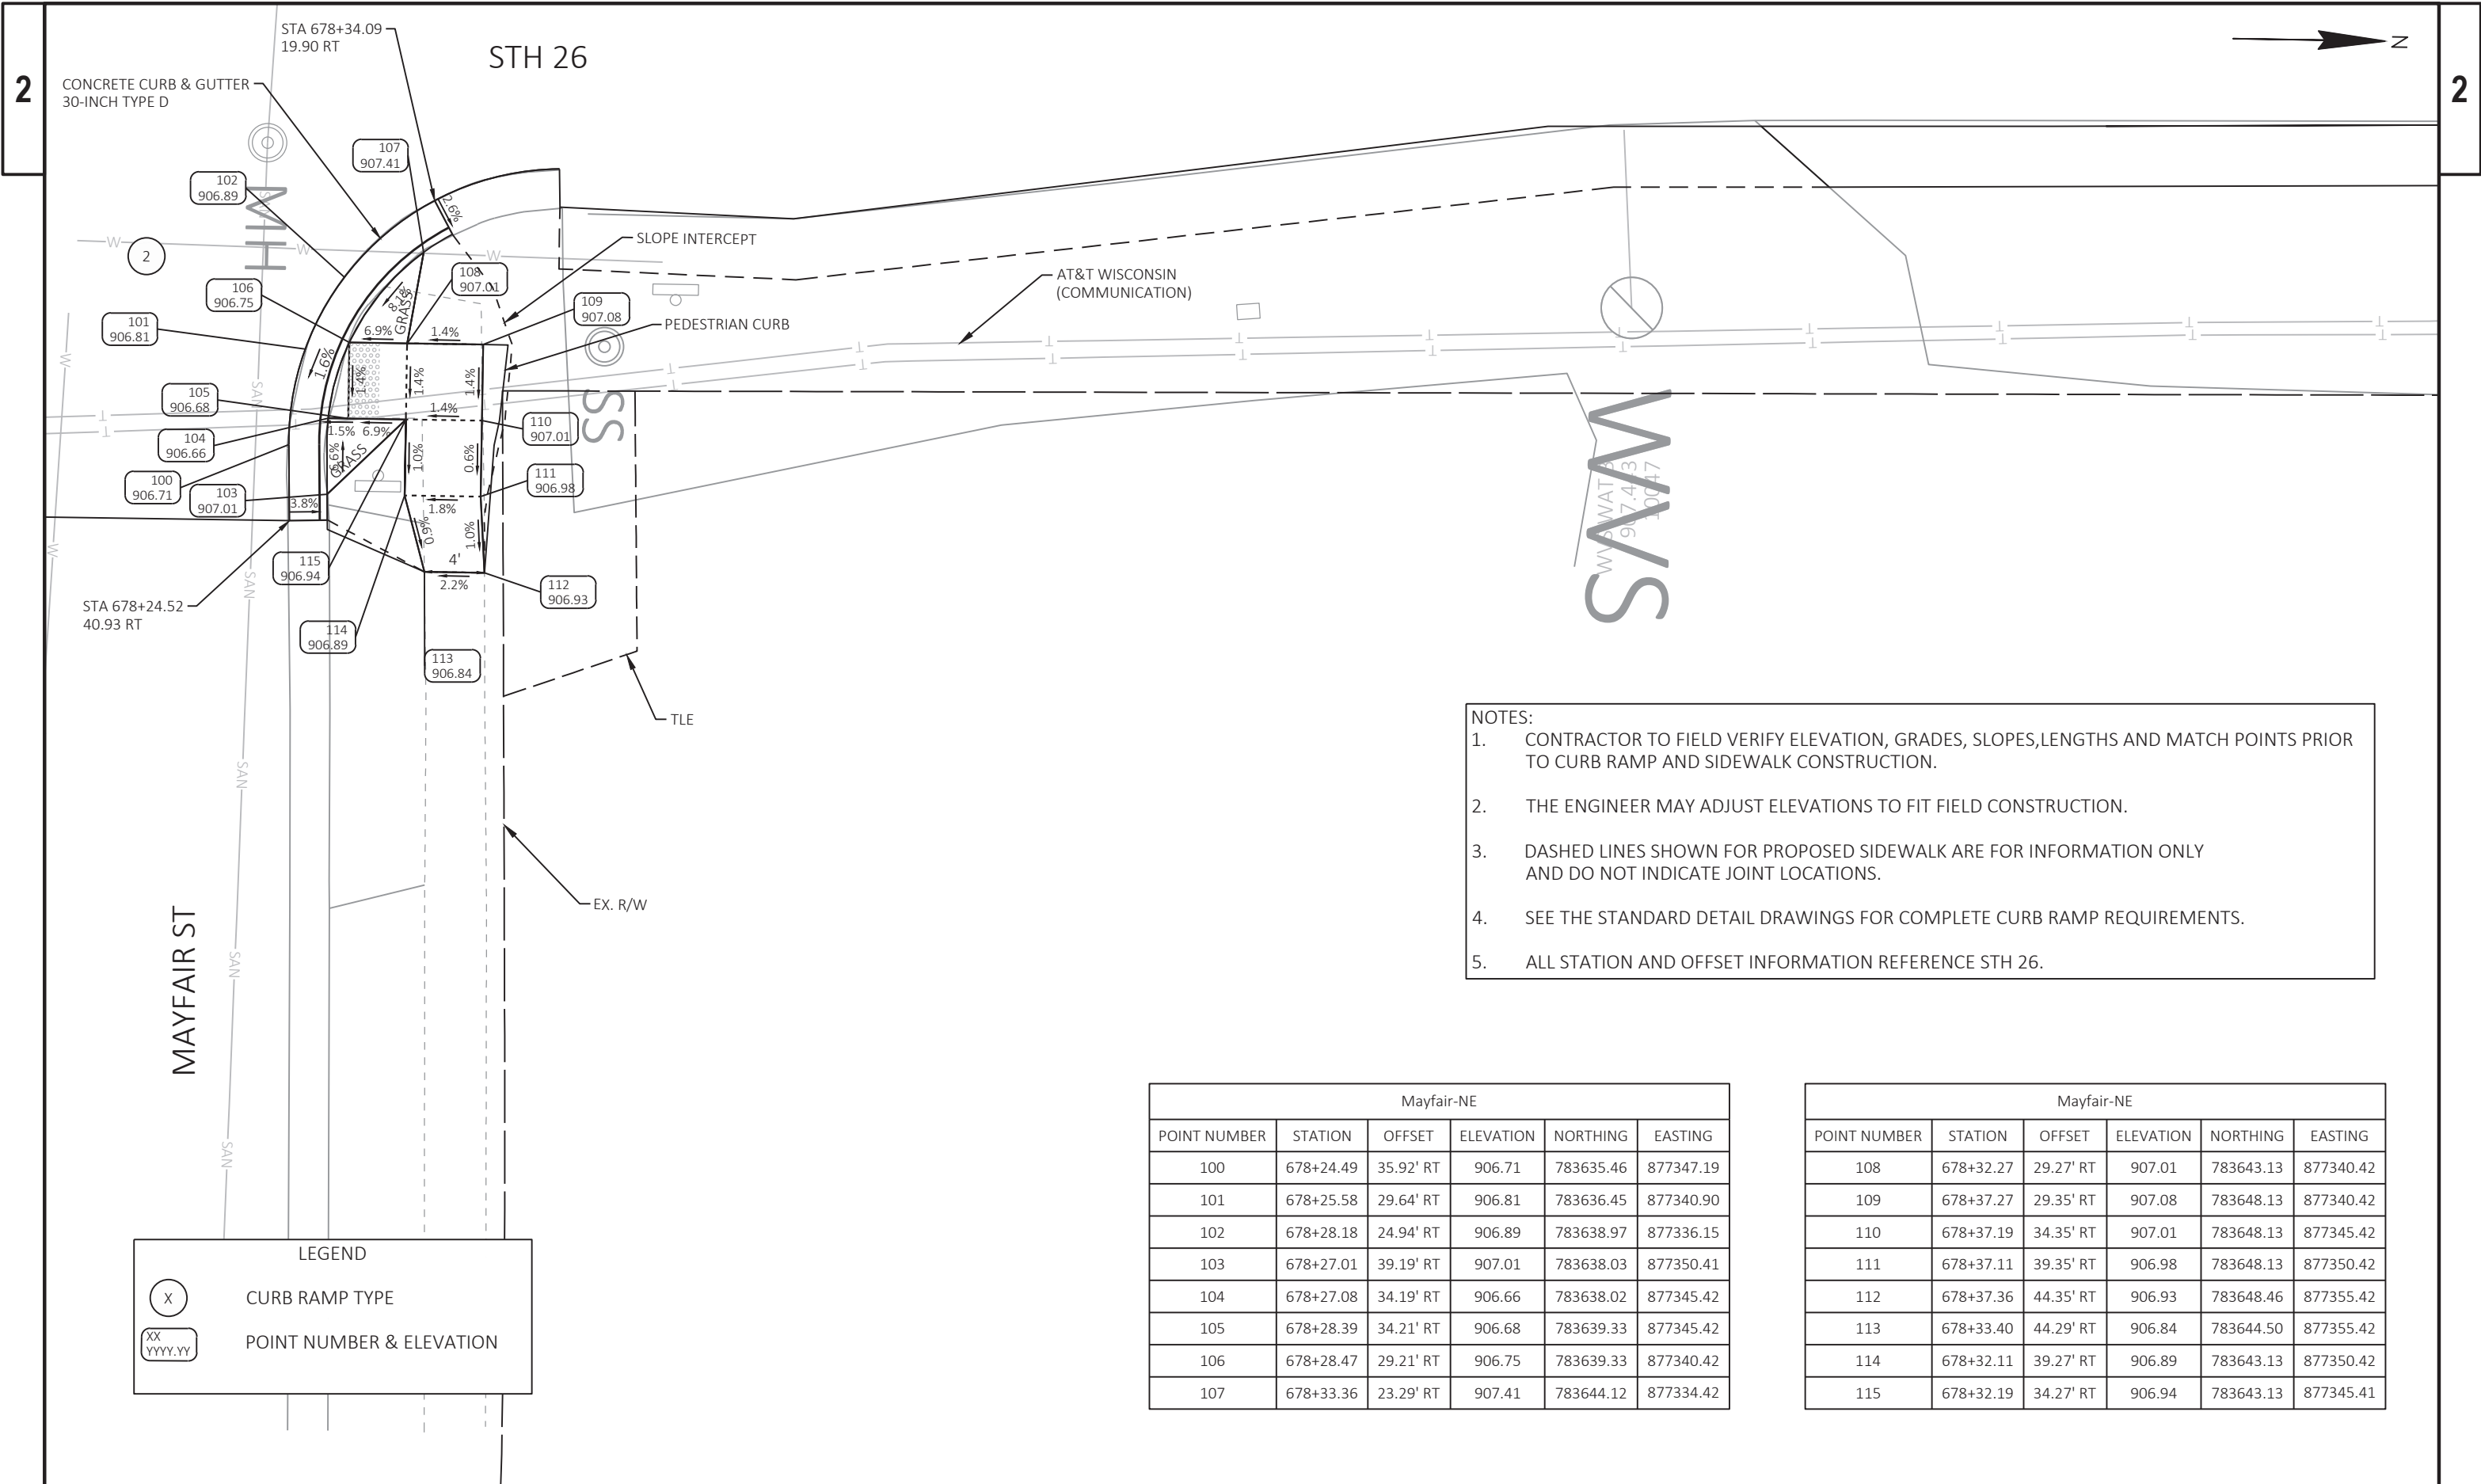 2
2
STH 26
N
STA 678+34.09
19.90 RT
CONCRETE CURB & GUTTER
30-INCH TYPE D
107
907.41
102
906.89
MH
W
W
W
2
2.6%
SLOPE INTERCEPT
108
907.01
109
907.08
AT&T WISCONSIN
(COMMUNICATION)
106
906.75
8.1%
GRASS
PEDESTRIAN CURB
101
906.81
6.9%
1.4%
1.6%
1.4%
1.4%
1.4%
SAN
105
906.68
1.4%
SS
104
906.66
1.5%
6.9%
110
907.01
100
906.71
103
907.01
6.6%
GRASS
1.0%
0.6%
111
906.98
3.8%
1.8%
0.9%
1.0%
4'
2.2%
115
906.94
112
906.93
STA 678+24.52
40.93 RT
114
906.89
113
906.84
W
W
SAN
SAN
SAN
SAN
SAW
907.443
10047
TLE
EX. R/W
MAYFAIR ST
NOTES:
1. CONTRACTOR TO FIELD VERIFY ELEVATION, GRADES, SLOPES,LENGTHS AND MATCH POINTS PRIOR
TO CURB RAMP AND SIDEWALK CONSTRUCTION.
2. THE ENGINEER MAY ADJUST ELEVATIONS TO FIT FIELD CONSTRUCTION.
3. DASHED LINES SHOWN FOR PROPOSED SIDEWALK ARE FOR INFORMATION ONLY
AND DO NOT INDICATE JOINT LOCATIONS.
4. SEE THE STANDARD DETAIL DRAWINGS FOR COMPLETE CURB RAMP REQUIREMENTS.
5. ALL STATION AND OFFSET INFORMATION REFERENCE STH 26.
LEGEND
X CURB RAMP TYPE
XX
YYYY.YY
POINT NUMBER & ELEVATION
Mayfair-NE
POINT NUMBER STATION OFFSET ELEVATION NORTHING EASTING
100 678+24.49 35.92' RT 906.71 783635.46 877347.19
101 678+25.58 29.64' RT 906.81 783636.45 877340.90
102 678+28.18 24.94' RT 906.89 783638.97 877336.15
103 678+27.01 39.19' RT 907.01 783638.03 877350.41
104 678+27.08 34.19' RT 906.66 783638.02 877345.42
105 678+28.39 34.21' RT 906.68 783639.33 877345.42
106 678+28.47 29.21' RT 906.75 783639.33 877340.42
107 678+33.36 23.29' RT 907.41 783644.12 877334.42
Mayfair-NE
POINT NUMBER STATION OFFSET ELEVATION NORTHING EASTING
108 678+32.27 29.27' RT 907.01 783643.13 877340.42
109 678+37.27 29.35' RT 907.08 783648.13 877340.42
110 678+37.19 34.35' RT 907.01 783648.13 877345.42
111 678+37.11 39.35' RT 906.98 783648.13 877350.42
112 678+37.36 44.35' RT 906.93 783648.46 877355.42
113 678+33.40 44.29' RT 906.84 783644.50 877355.42
114 678+32.11 39.27' RT 906.89 783643.13 877350.42
115 678+32.19 34.27' RT 906.94 783643.13 877345.41